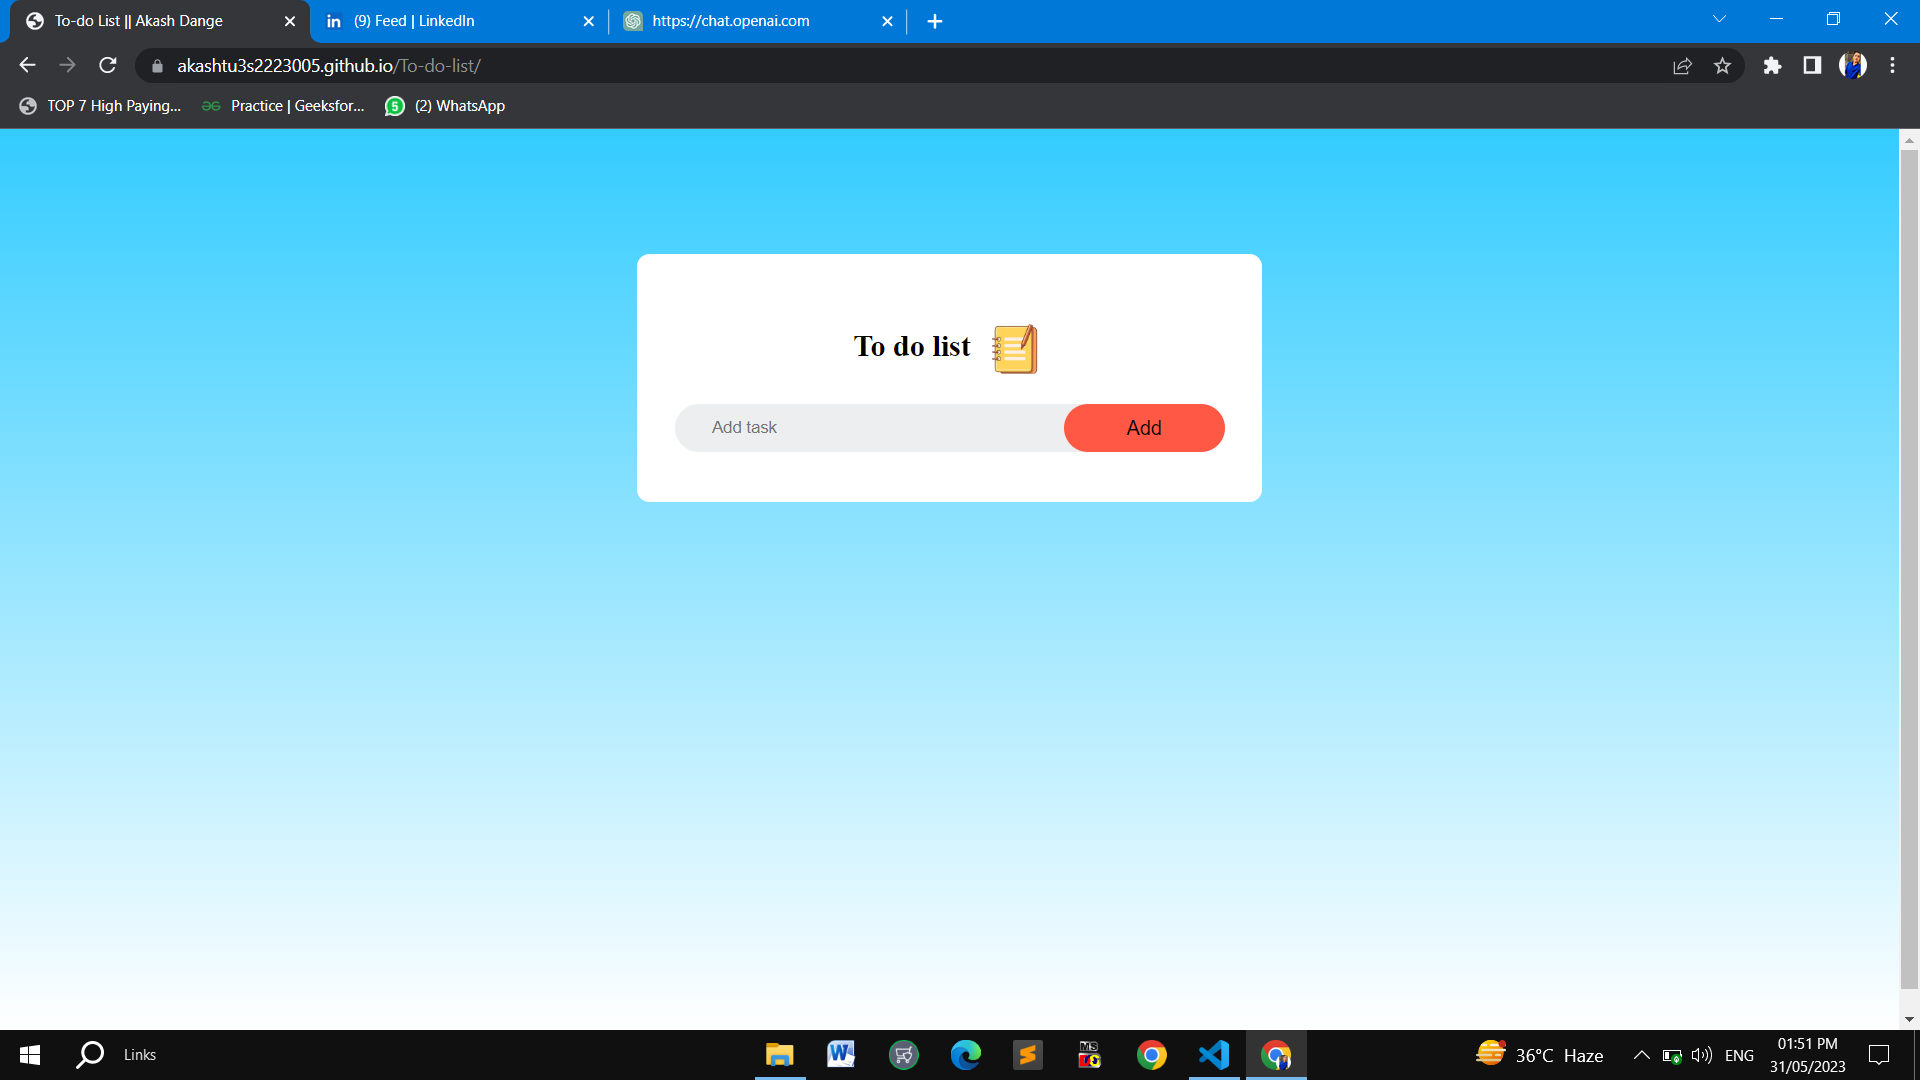 To-do List || Akash Dange
(9) Feed | LinkedIn
https://chat.openai.com
akashtu3s2223005.github.io/To-do-list/
TOP 7 High Paying...
Practice | Geeksfor...
5
(2) WhatsApp
To do list
Add task
Add
Links
36°C Haze
ENG
01:51 PM
31/05/2023